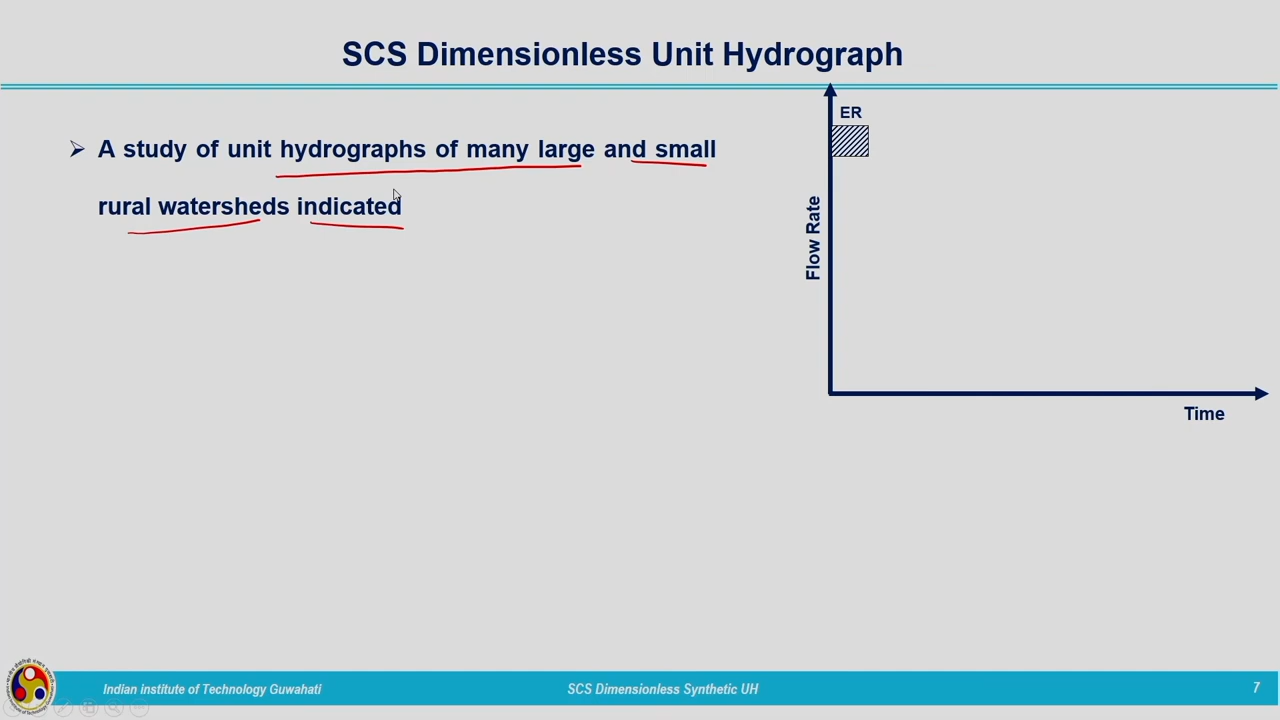 SCS Dimensionless Unit Hydrograph
A study of unit hydrographs of many large and small
rural watersheds indicated
ER
Flow Rate
Time
Indian institute of Technology Guwahati
SCS Dimensionless Synthetic UH
7